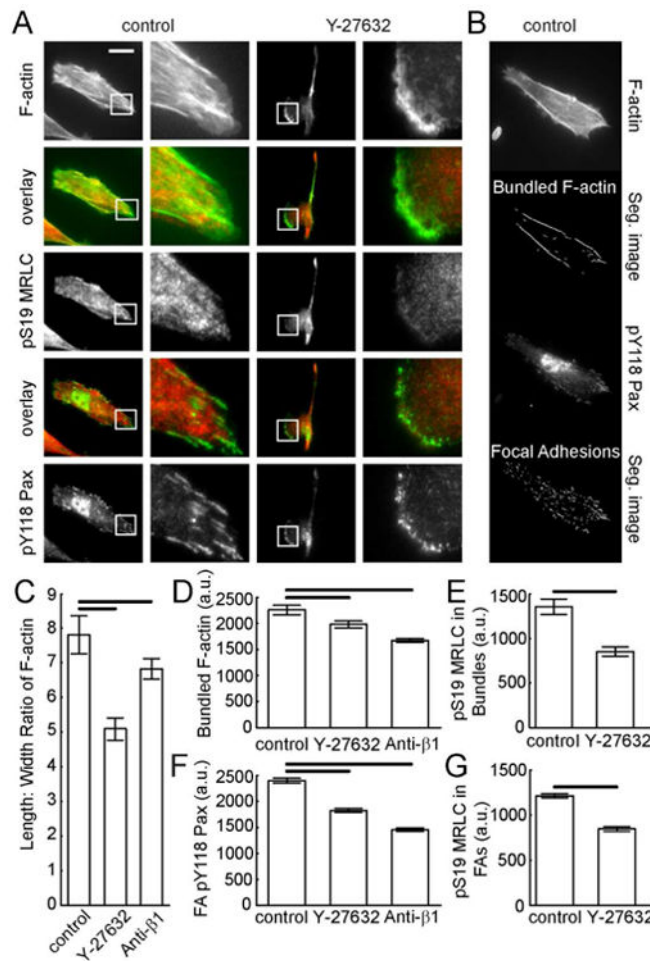 A
control
Y-27632
B
control
F-actin
overlay
pS19 MRLC
overlay
pY118 Pax
F-actin
Bundled F-actin
Seg. image
pY118 Pax
Focal Adhesions
Seg. image
C
Length: Width Ratio of F-actin
9
8
7
6
5
4
3
2
1
0
control
Y-27632
Anti-β1
D
Bundled F-actin (a.u.)
2500
2000
1500
1000
500
0
control Y-27632 Anti-β1
E
pS19 MRLC in
Bundles (a.u.)
1500
1000
500
0
control Y-27632
F
FA pY118 Pax (a.u.)
2500
2000
1500
1000
500
0
control Y-27632 Anti-β1
G
pS19 MRLC in
FAs (a.u.)
1500
1000
500
0
control Y-27632